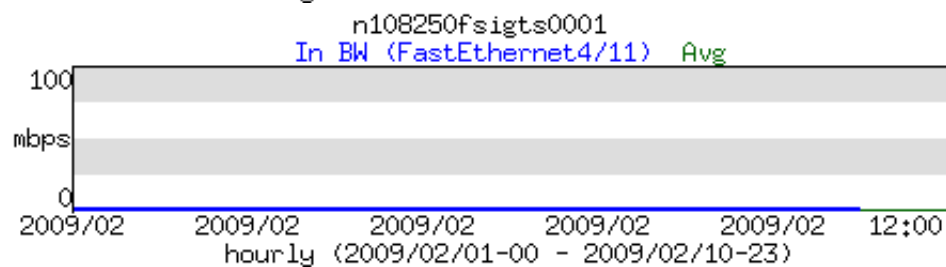 n108250fsigts0001
In BW (FastEthernet4/11) Avg
100
mbps
0
2009/02 2009/02 2009/02 2009/02 2009/02 12:00
hourly (2009/02/01-00 - 2009/02/10-23)